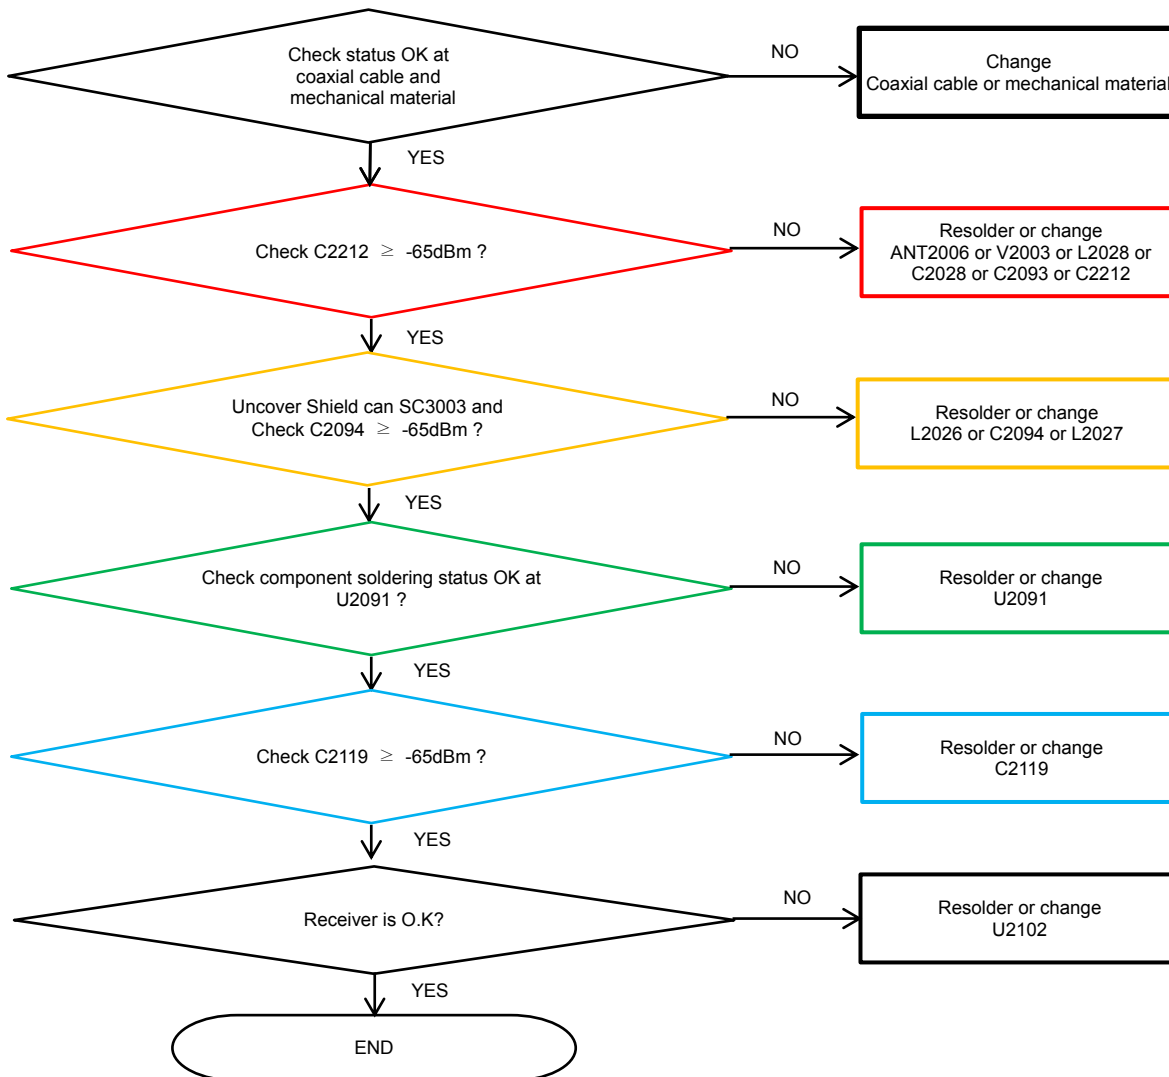 Check status OK at
coaxial cable and
mechanical material
NO
Change
Coaxial cable or mechanical material
YES
Check C2212 ≥ -65dBm ?
NO
Resolder or change
ANT2006 or V2003 or L2028 or
C2028 or C2093 or C2212
YES
Uncover Shield can SC3003 and
Check C2094 ≥ -65dBm ?
NO
Resolder or change
L2026 or C2094 or L2027
YES
Check component soldering status OK at
U2091 ?
NO
Resolder or change
U2091
YES
Check C2119 ≥ -65dBm ?
NO
Resolder or change
C2119
YES
Receiver is O.K?
NO
Resolder or change
U2102
YES
END